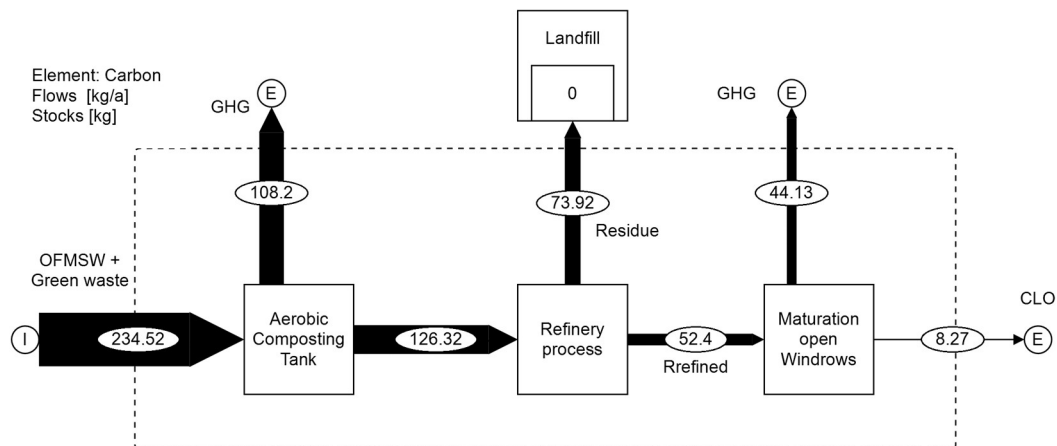 Landfill
0
Element: Carbon
Flows [kg/a]
Stocks [kg]
GHG
E
GHG
E
108.2
73.92
44.13
Residue
OFMSW +
Green waste
CLO
I
234.52
Aerobic
Composting
Tank
126.32
Refinery
process
52.4
Rrefined
Maturation
open
Windrows
8.27
E